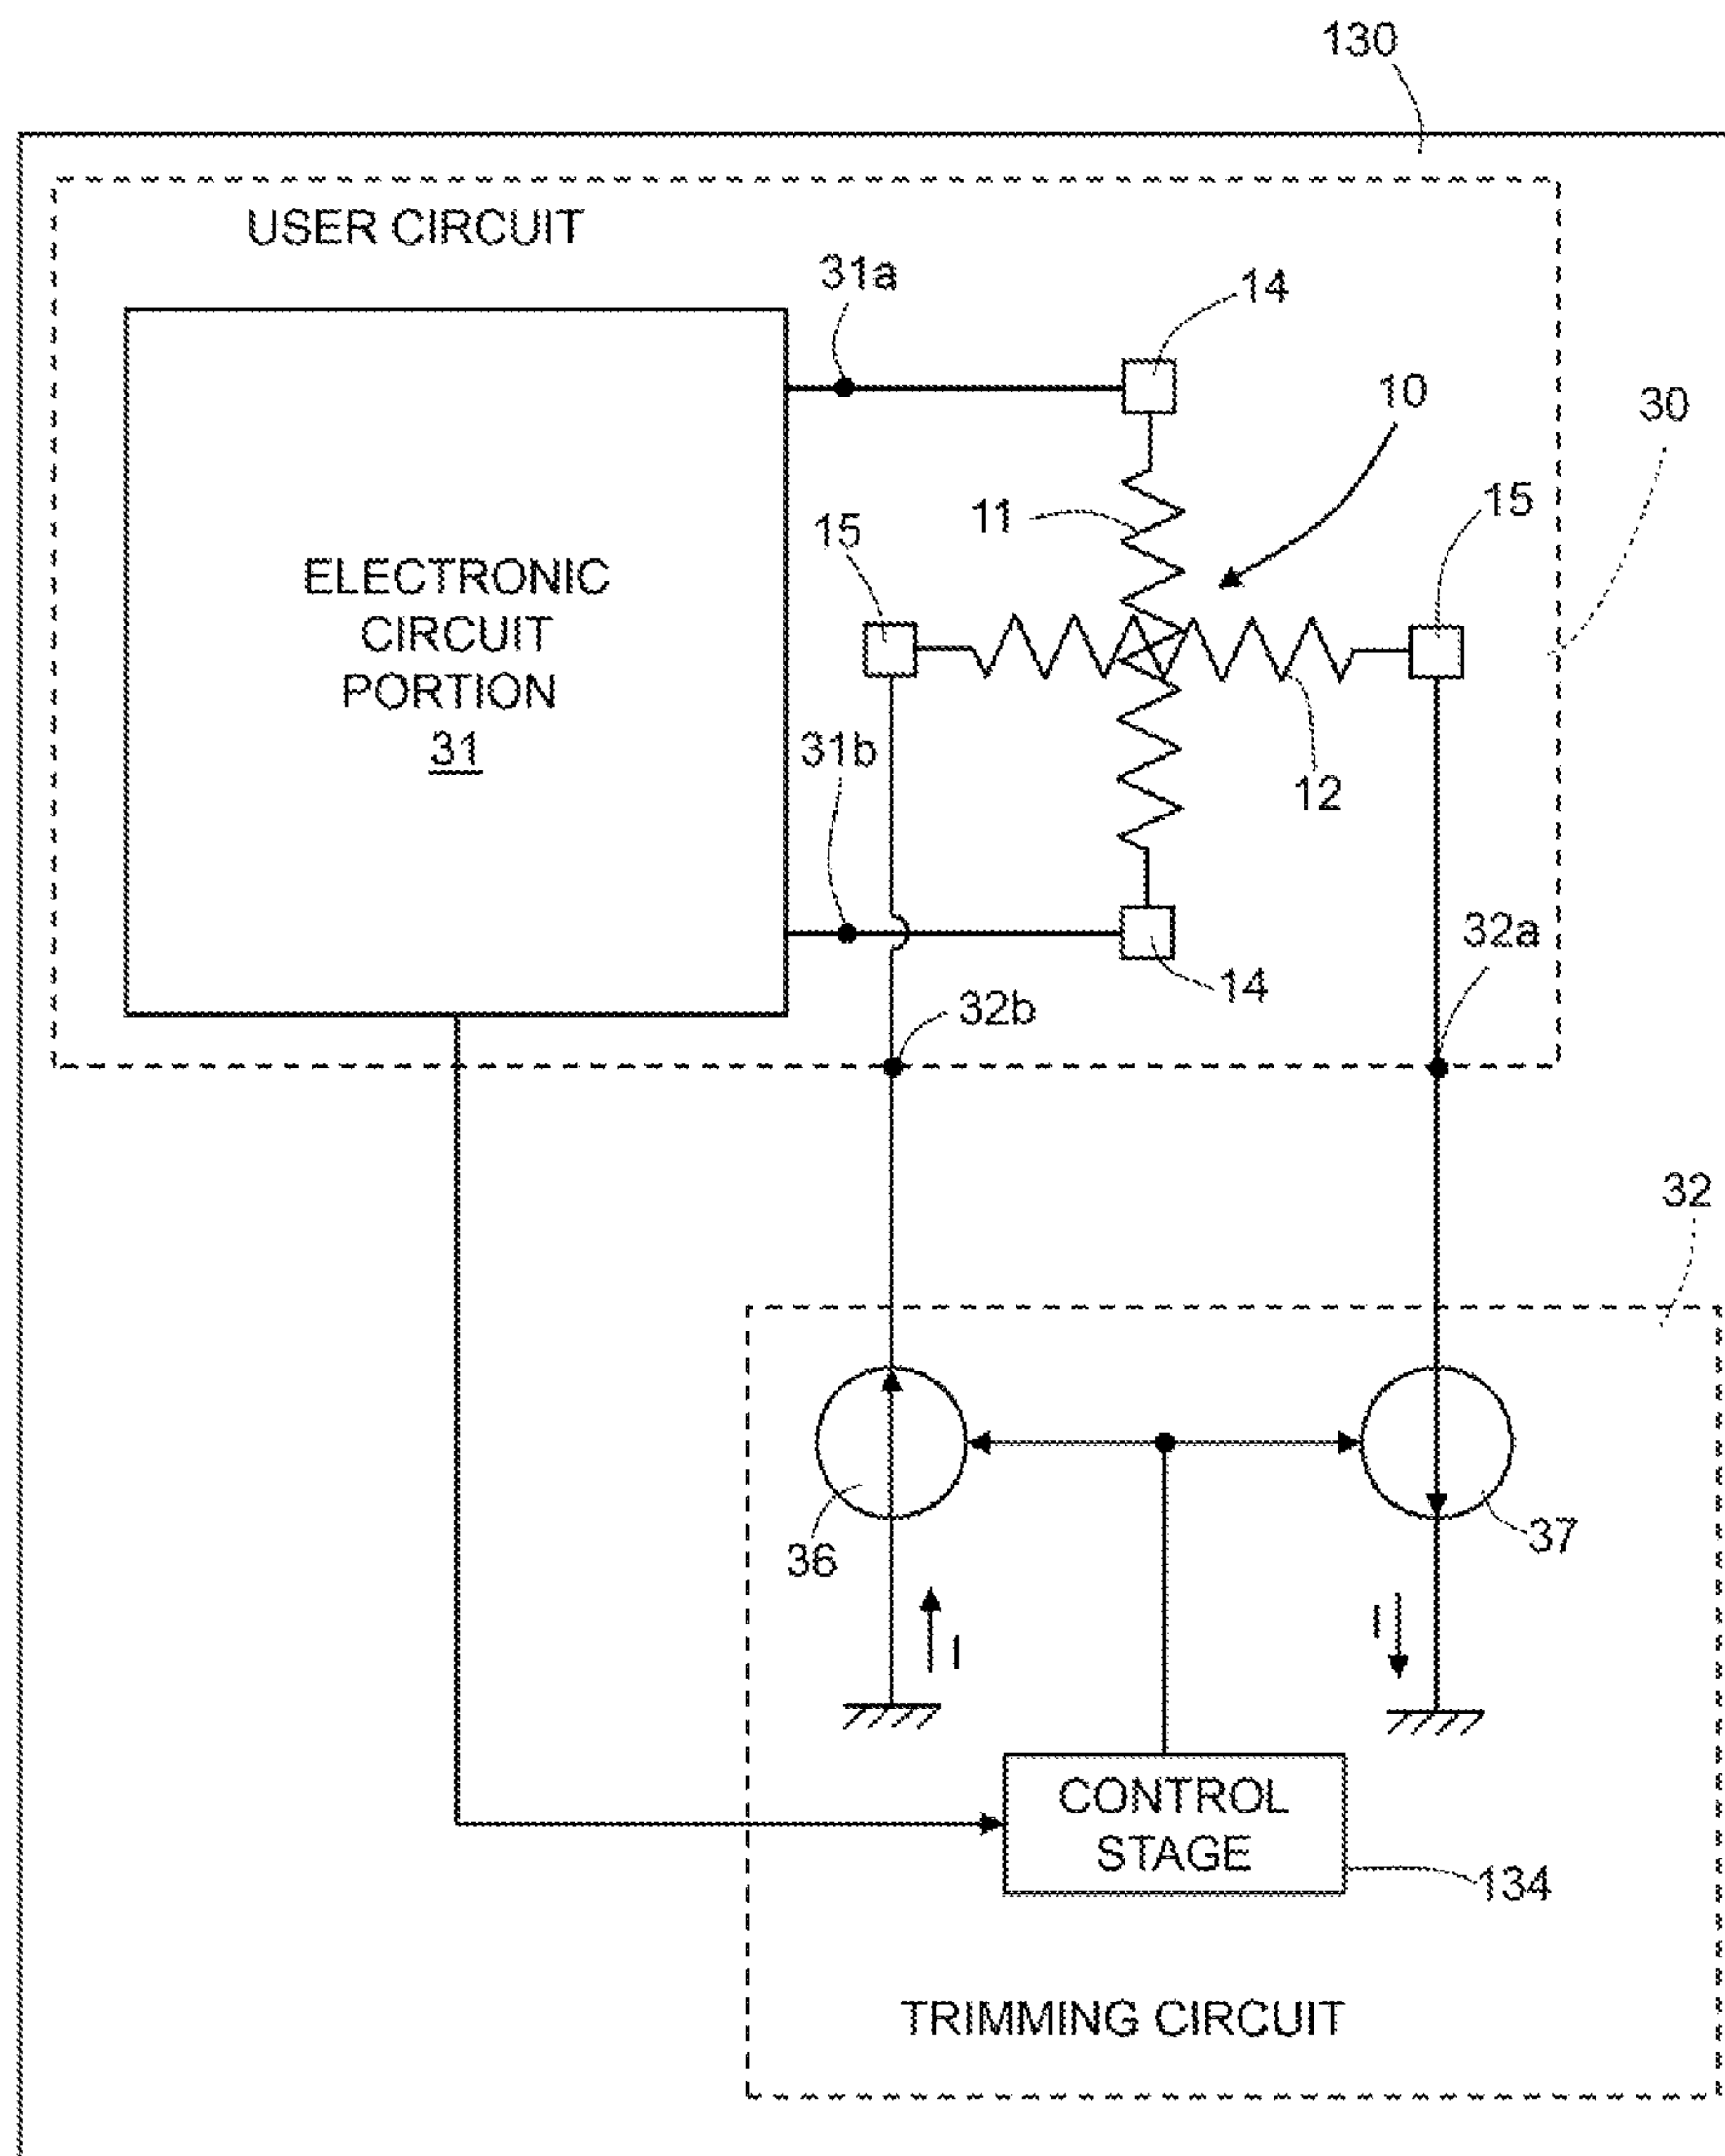 130
USER CIRCUIT
31a
14
10
30
11
15
15
ELECTRONIC
CIRCUIT
PORTION
31
31b
12
32a
14
32b
32
36
37
I
I
CONTROL
STAGE
134
TRIMMING CIRCUIT